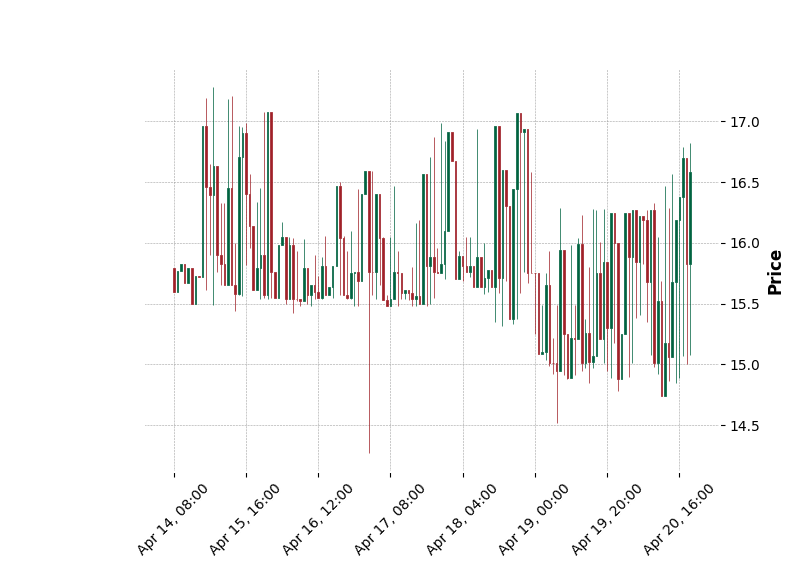 17.0
16.5
16.0
15.5
15.0
14.5
Price
Apr 14, 08:00
Apr 15, 16:00
Apr 16, 12:00
Apr 17, 08:00
Apr 18, 04:00
Apr 19, 00:00
Apr 19, 20:00
Apr 20, 16:00